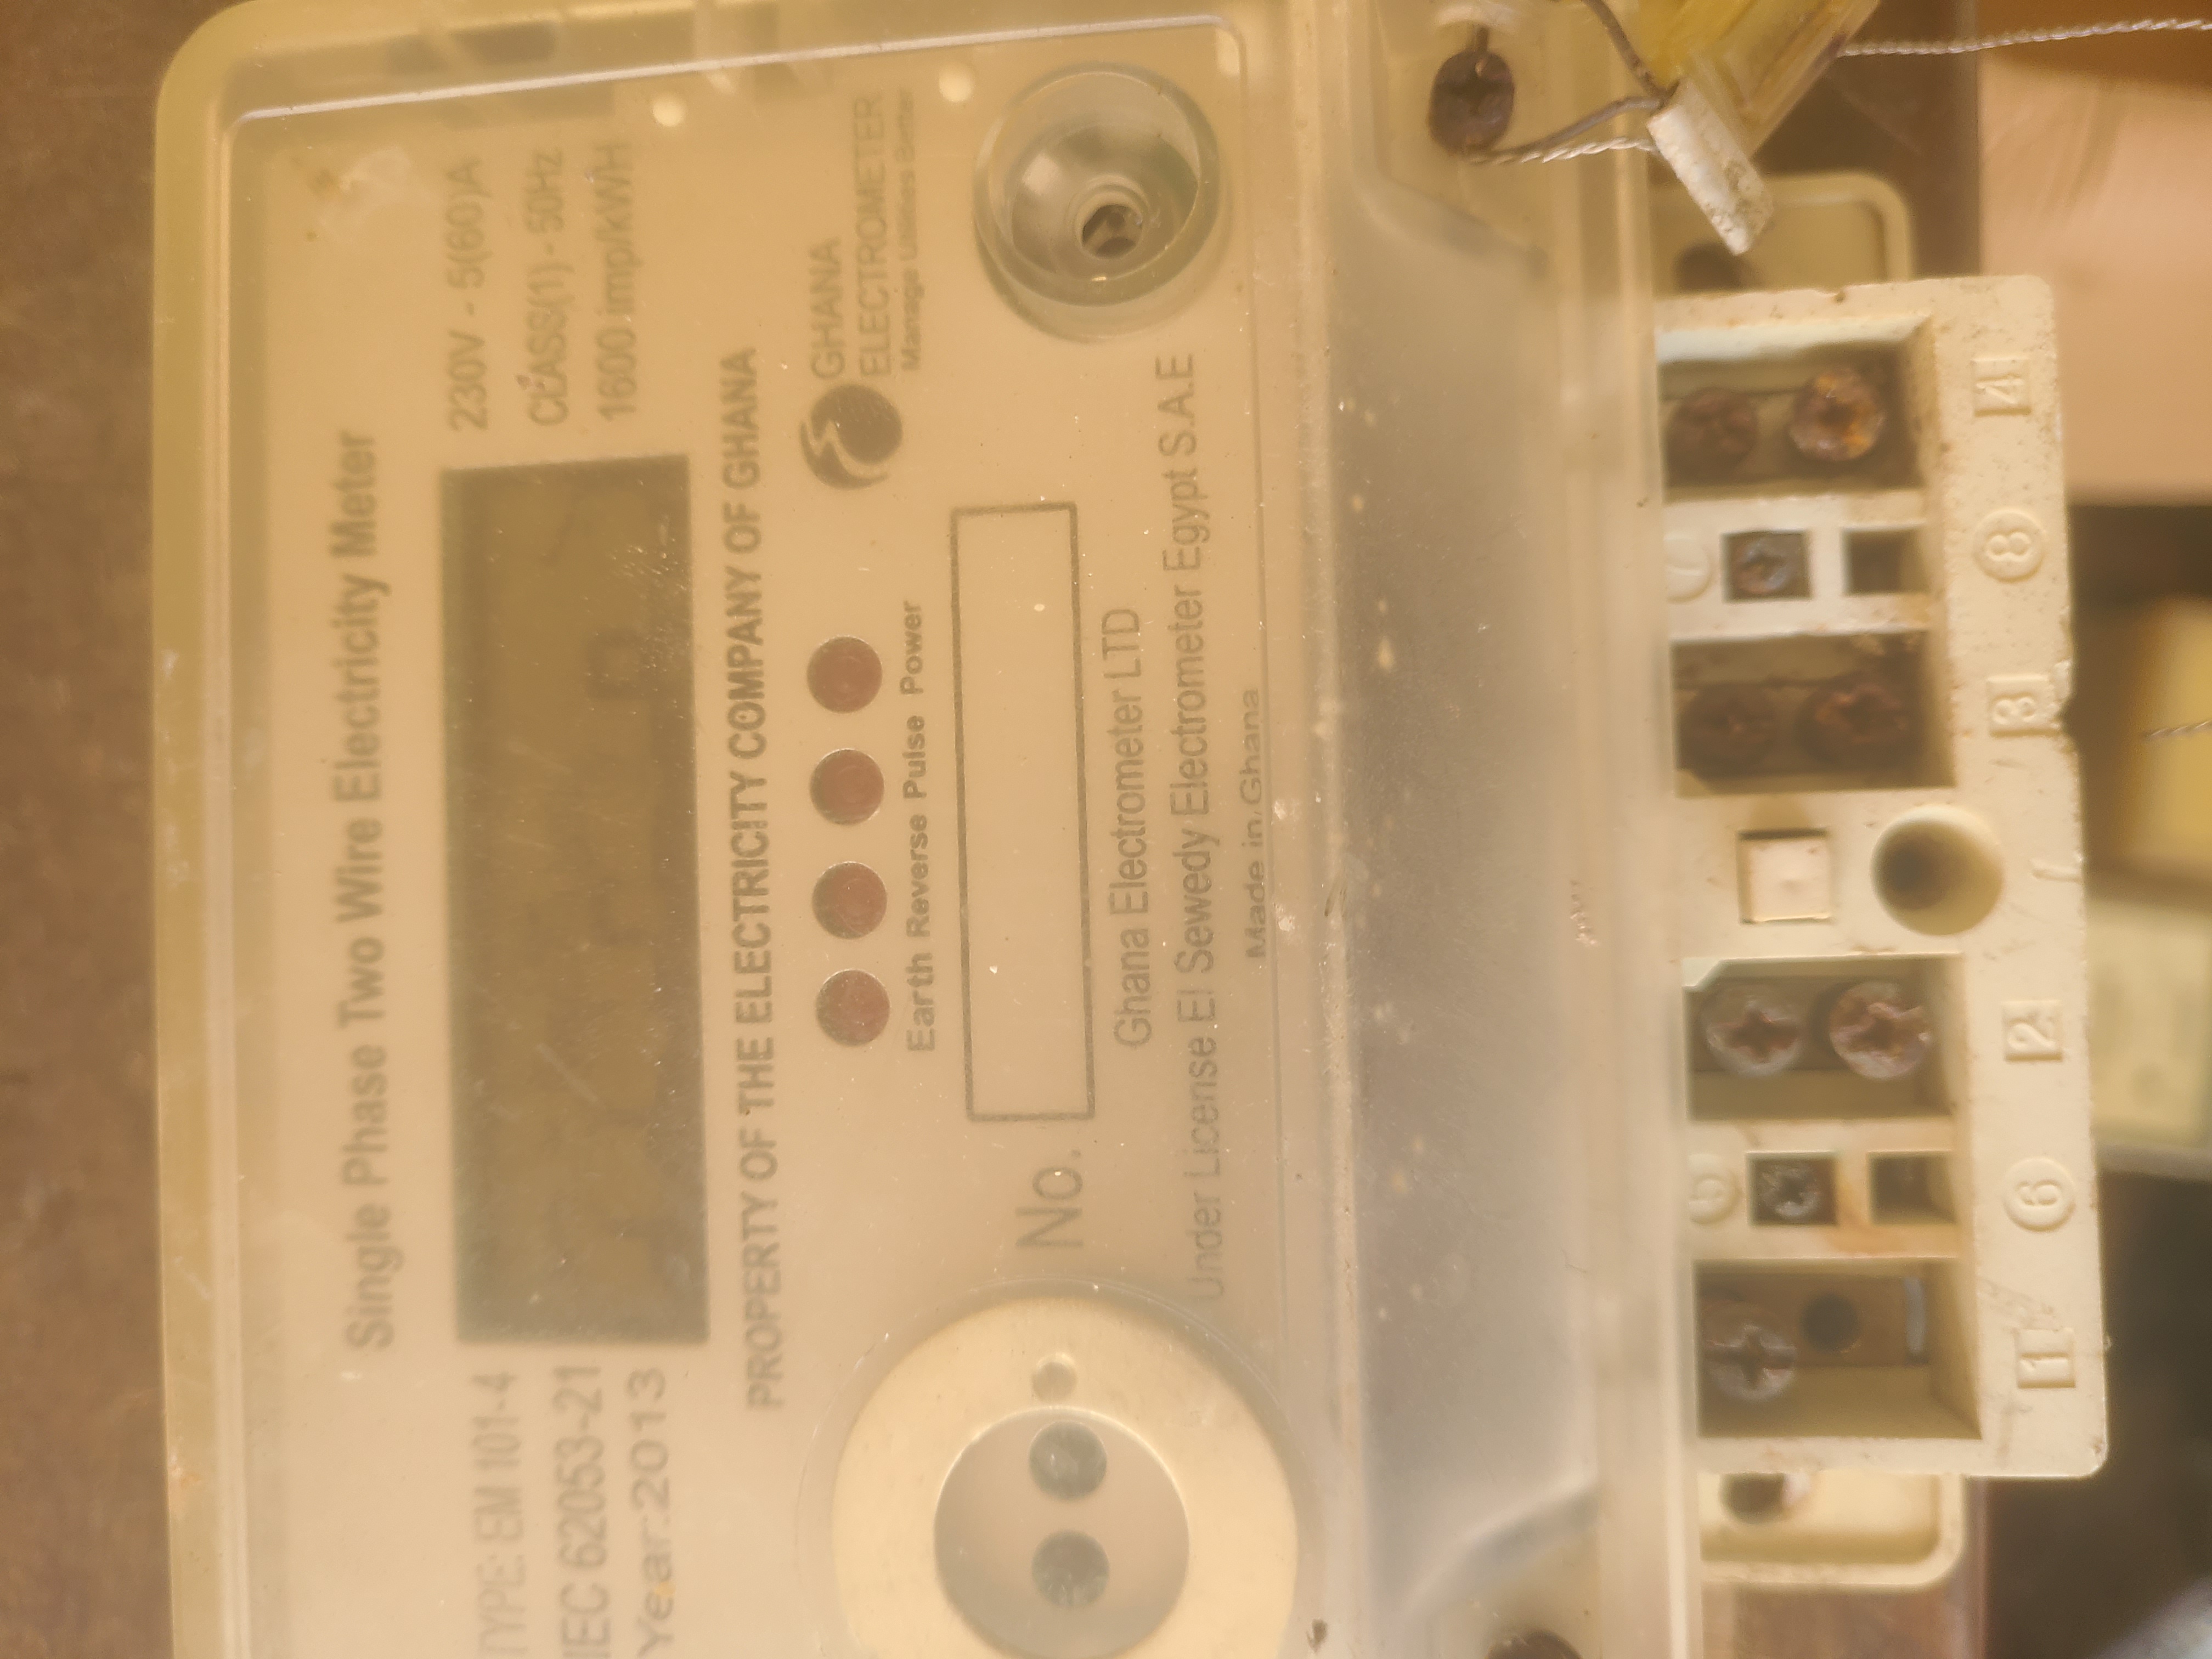 Single Phase Two Wire Electricity Meter
TYPE: EM 101-4
IEC 62053-21
Year:2013
230V - 5(60)A
CLASS(1) - 50Hz
1600 imp/kWH
PROPERTY OF THE ELECTRICITY COMPANY OF GHANA
Earth Reverse Pulse Power
GHANA
ELECTROMETER
Manage Utilities Better
No.
Ghana Electrometer LTD
Under License El Sewedy Electrometer Egypt S.A.E
Made in Ghana
5 7
1 6 2 3 8 4